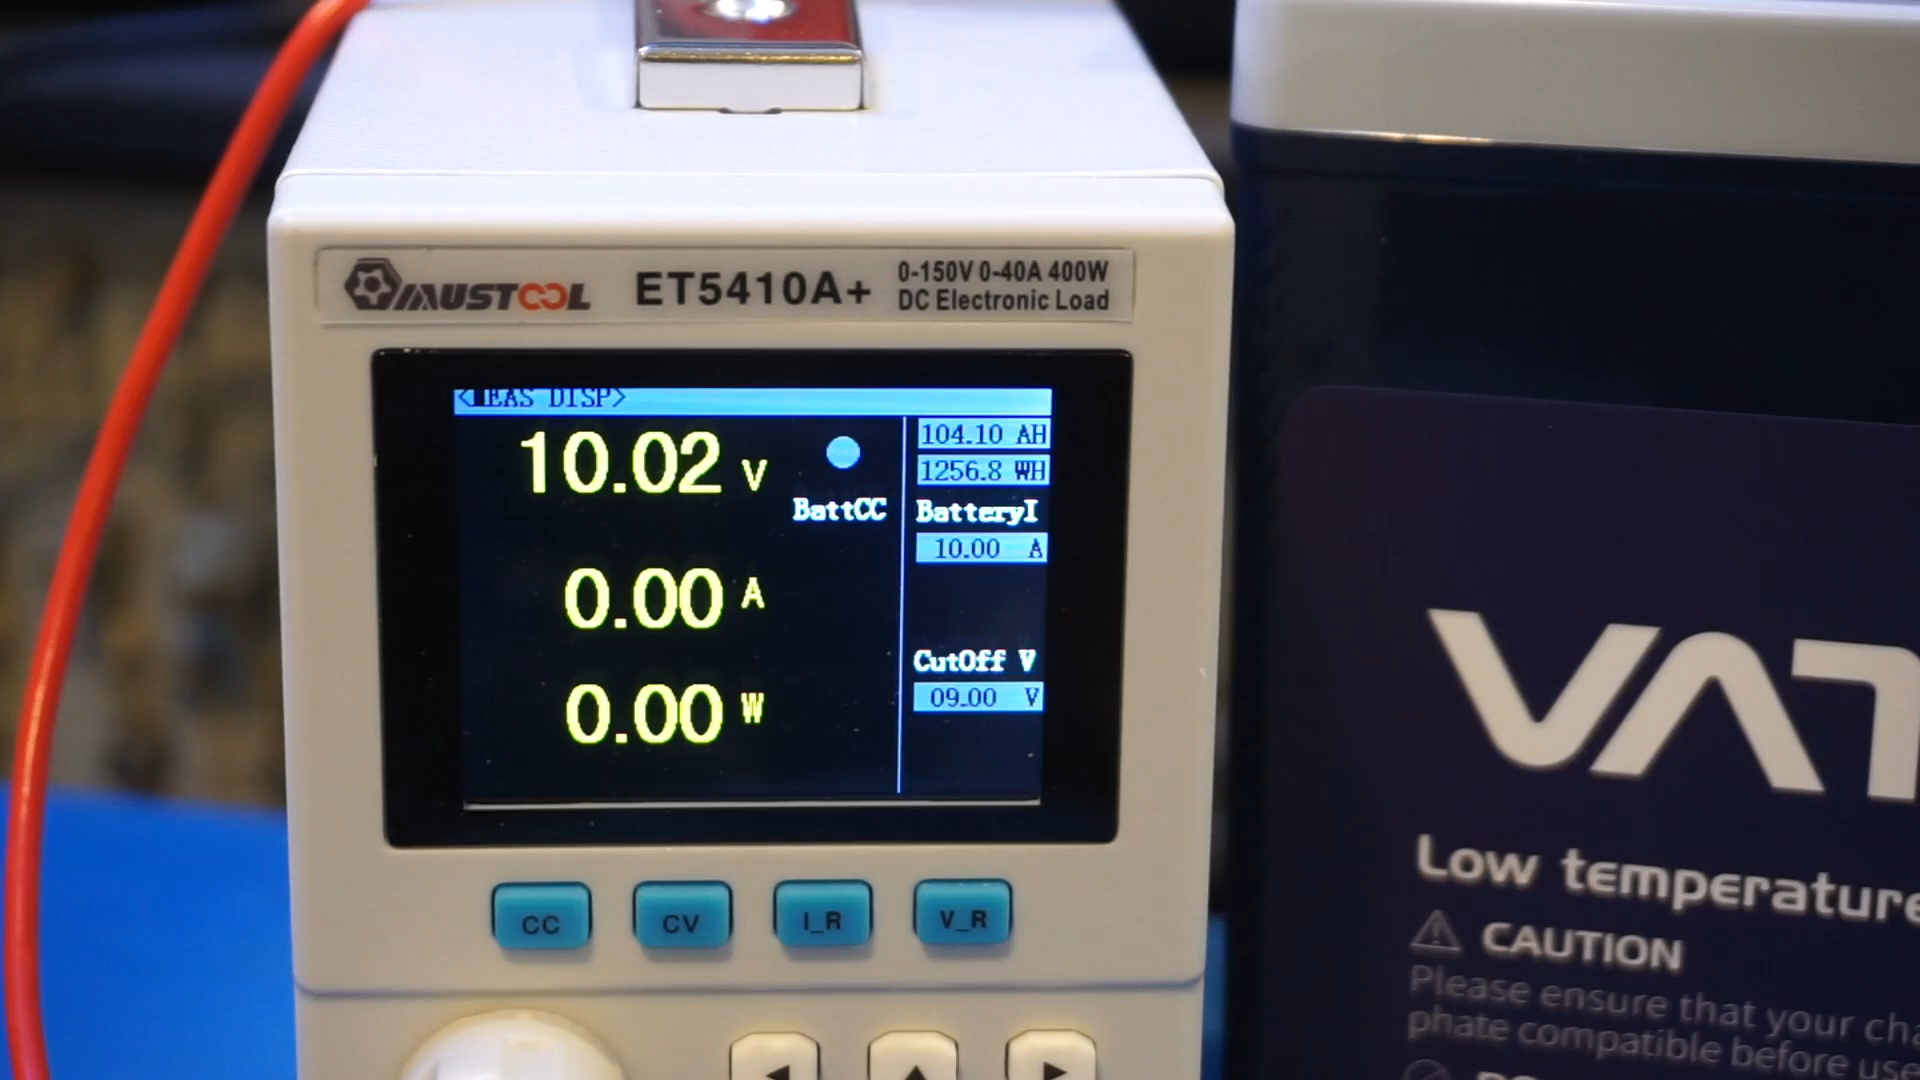 MUSTOOL
ET5410A+
0-150V 0-40A 400W
DC Electronic Load
<MEAS DISP>
10.02 V
BattCC
0.00 A
0.00 W
104.10 AH
1256.8 WH
BatteryI
10.00 A
CutOff V
09.00 V
CC
CV
I_R
V_R
VAT
Low temperature
CAUTION
Please ensure that your cha
phate compatible before use